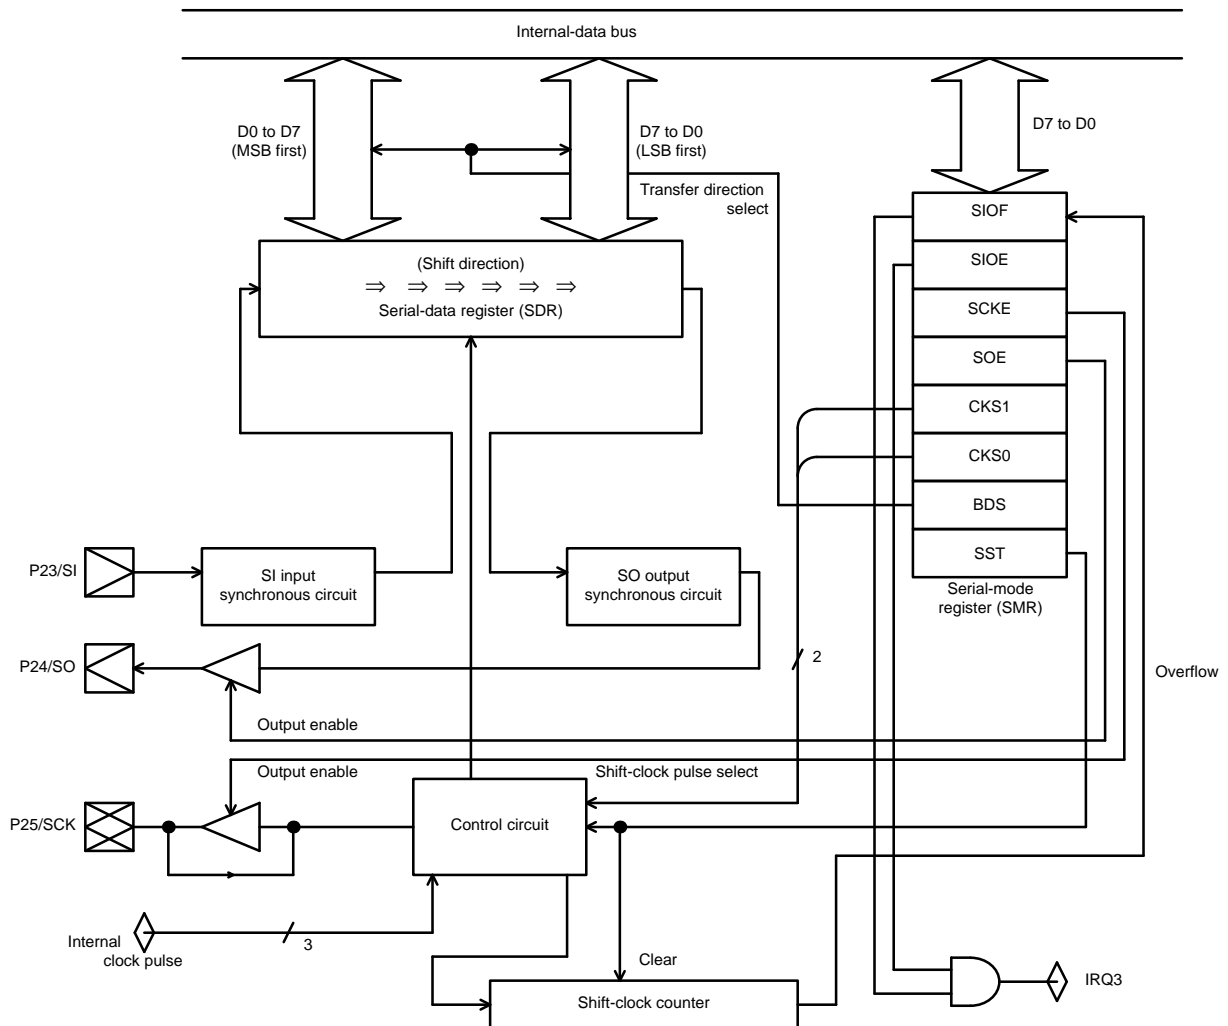 Internal-data bus
D0 to D7
(MSB first)
D7 to D0
(LSB first)
D7 to D0
Transfer direction
select
(Shift direction)
⇒ ⇒ ⇒ ⇒ ⇒ ⇒
Serial-data register (SDR)
SIOF
SIOE
SCKE
SOE
CKS1
CKS0
BDS
SST
Serial-mode
register (SMR)
P23/SI
SI input
synchronous circuit
SO output
synchronous circuit
P24/SO
2
Overflow
Output enable
Output enable
Shift-clock pulse select
P25/SCK
Control circuit
Internal
clock pulse
3
Clear
Shift-clock counter
IRQ3